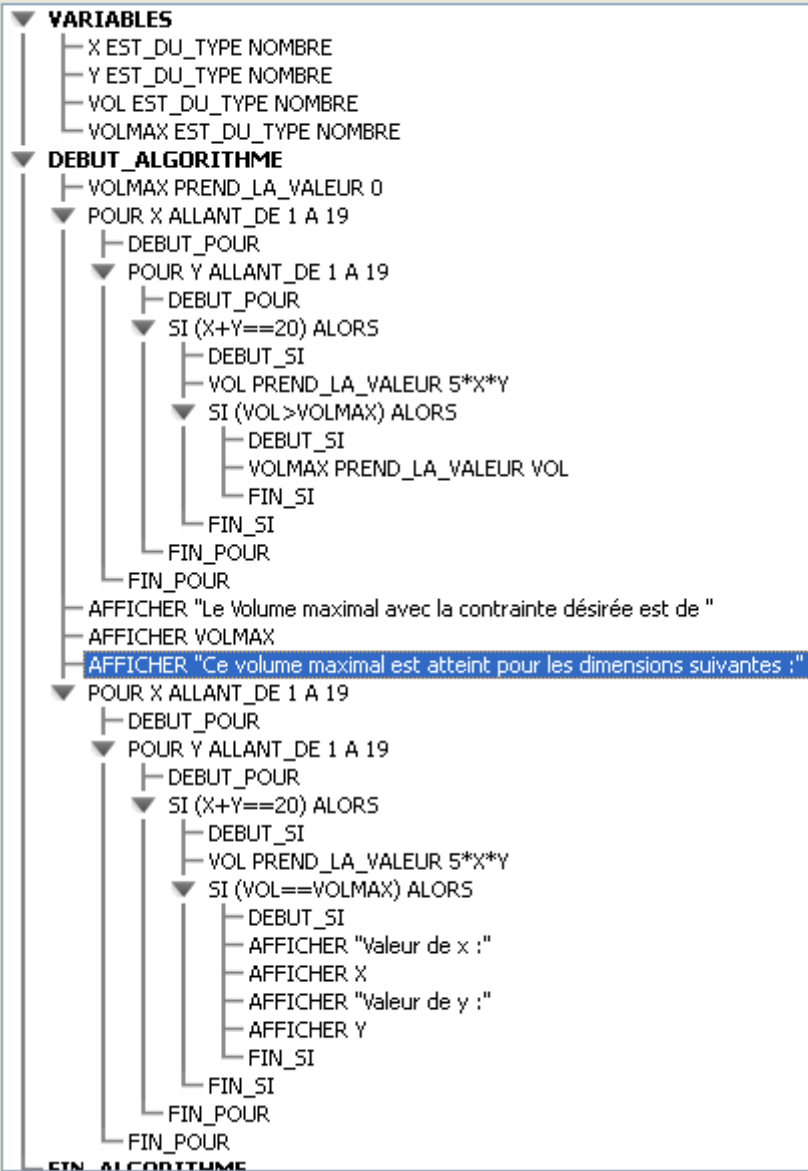 VARIABLES
X EST_DU_TYPE NOMBRE
Y EST_DU_TYPE NOMBRE
VOL EST_DU_TYPE NOMBRE
VOLMAX EST_DU_TYPE NOMBRE
DEBUT_ALGORITHME
VOLMAX PREND_LA_VALEUR 0
POUR X ALLANT_DE 1 A 19
DEBUT_POUR
POUR Y ALLANT_DE 1 A 19
DEBUT_POUR
SI (X+Y==20) ALORS
DEBUT_SI
VOL PREND_LA_VALEUR 5*X*Y
SI (VOL>VOLMAX) ALORS
DEBUT_SI
VOLMAX PREND_LA_VALEUR VOL
FIN_SI
FIN_SI
FIN_POUR
FIN_POUR
AFFICHER "Le Volume maximal avec la contrainte désirée est de "
AFFICHER VOLMAX
AFFICHER "Ce volume maximal est atteint pour les dimensions suivantes :"
POUR X ALLANT_DE 1 A 19
DEBUT_POUR
POUR Y ALLANT_DE 1 A 19
DEBUT_POUR
SI (X+Y==20) ALORS
DEBUT_SI
VOL PREND_LA_VALEUR 5*X*Y
SI (VOL==VOLMAX) ALORS
DEBUT_SI
AFFICHER "Valeur de x :"
AFFICHER X
AFFICHER "Valeur de y :"
AFFICHER Y
FIN_SI
FIN_SI
FIN_POUR
FIN_POUR
FIN_ALGORITHME